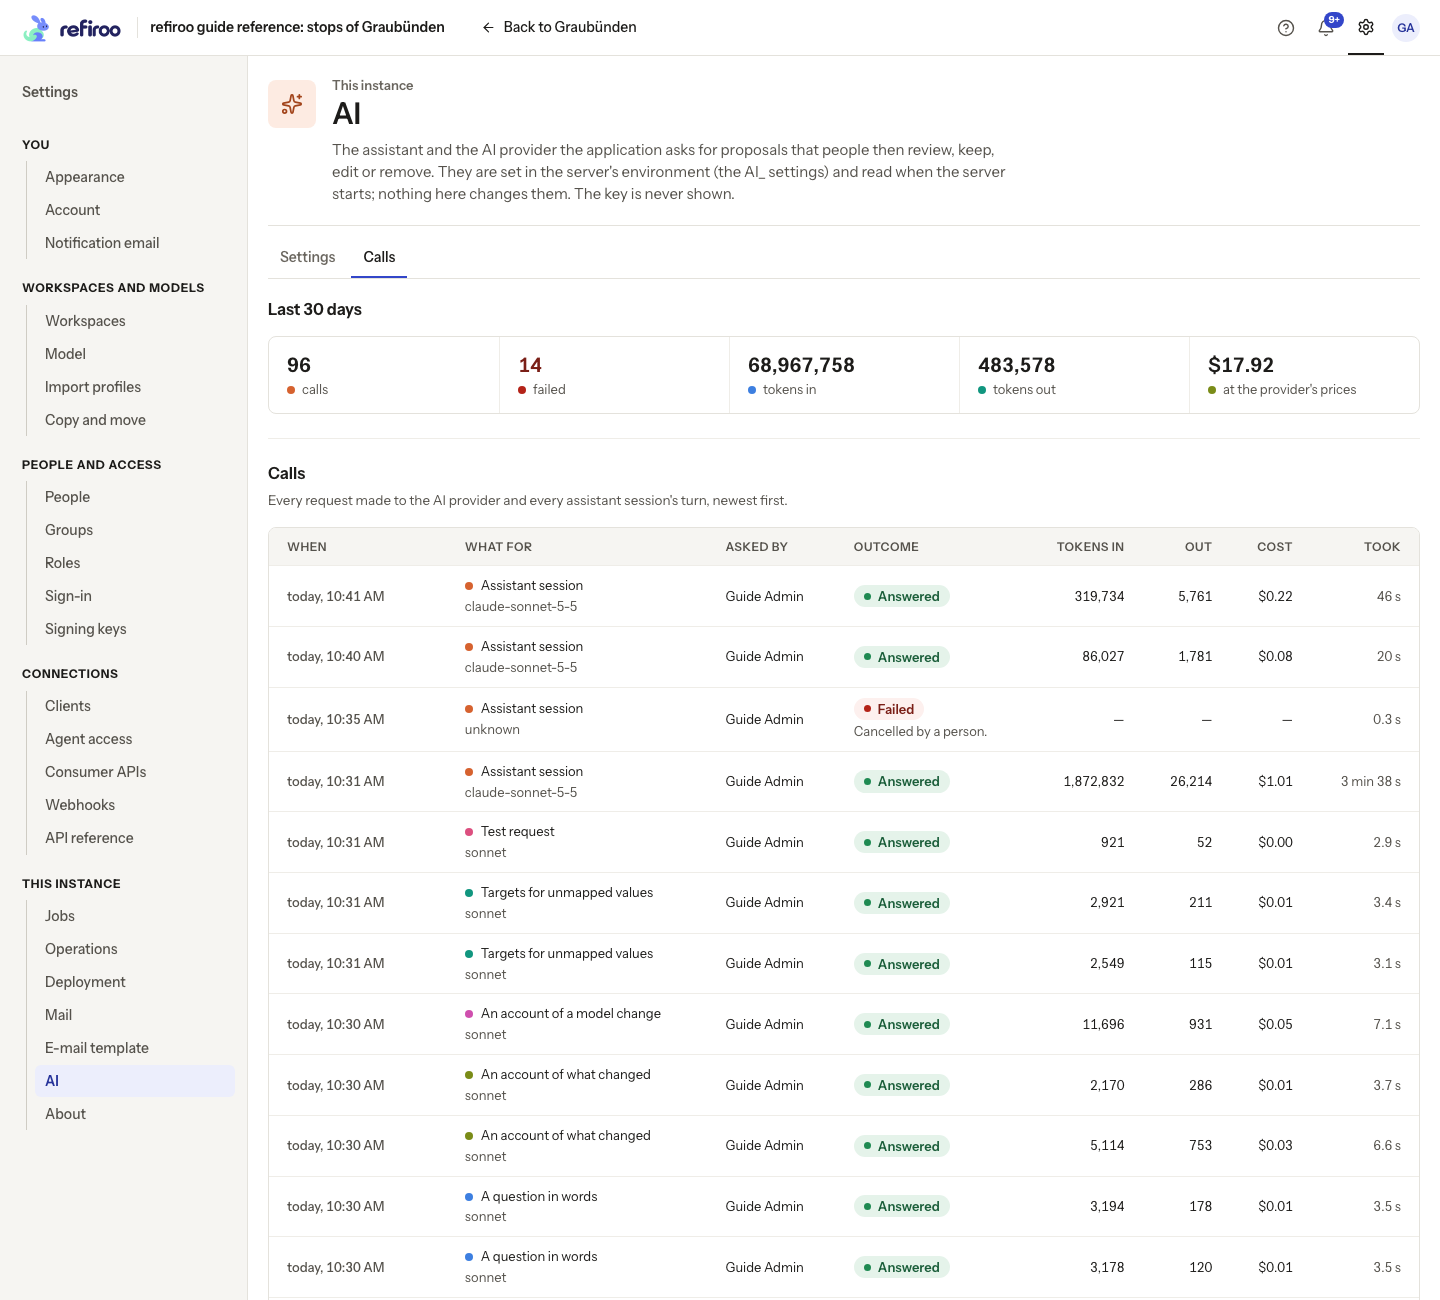 refiroo
refiroo guide reference: stops of Graubünden
← Back to Graubünden
9+
GA
Settings
YOU
Appearance
Account
Notification email
WORKSPACES AND MODELS
Workspaces
Model
Import profiles
Copy and move
PEOPLE AND ACCESS
People
Groups
Roles
Sign-in
Signing keys
CONNECTIONS
Clients
Agent access
Consumer APIs
Webhooks
API reference
THIS INSTANCE
Jobs
Operations
Deployment
Mail
E-mail template
AI
About
This instance
AI
The assistant and the AI provider the application asks for proposals that people then review, keep,
edit or remove. They are set in the server's environment (the AI_ settings) and read when the server
starts; nothing here changes them. The key is never shown.
Settings Calls
Last 30 days
96 14 68,967,758 483,578 $17.92
calls failed tokens in tokens out at the provider's prices
Calls
Every request made to the AI provider and every assistant session's turn, newest first.
WHEN WHAT FOR ASKED BY OUTCOME TOKENS IN OUT COST TOOK
today, 10:41 AM Assistant session Guide Admin Answered 319,734 5,761 $0.22 46 s
claude-sonnet-5-5
today, 10:40 AM Assistant session Guide Admin Answered 86,027 1,781 $0.08 20 s
claude-sonnet-5-5
today, 10:35 AM Assistant session Guide Admin Failed — — — 0.3 s
unknown Cancelled by a person.
today, 10:31 AM Assistant session Guide Admin Answered 1,872,832 26,214 $1.01 3 min 38 s
claude-sonnet-5-5
today, 10:31 AM Test request Guide Admin Answered 921 52 $0.00 2.9 s
sonnet
today, 10:31 AM Targets for unmapped values Guide Admin Answered 2,921 211 $0.01 3.4 s
sonnet
today, 10:31 AM Targets for unmapped values Guide Admin Answered 2,549 115 $0.01 3.1 s
sonnet
today, 10:30 AM An account of a model change Guide Admin Answered 11,696 931 $0.05 7.1 s
sonnet
today, 10:30 AM An account of what changed Guide Admin Answered 2,170 286 $0.01 3.7 s
sonnet
today, 10:30 AM An account of what changed Guide Admin Answered 5,114 753 $0.03 6.6 s
sonnet
today, 10:30 AM A question in words Guide Admin Answered 3,194 178 $0.01 3.5 s
sonnet
today, 10:30 AM A question in words Guide Admin Answered 3,178 120 $0.01 3.5 s
sonnet